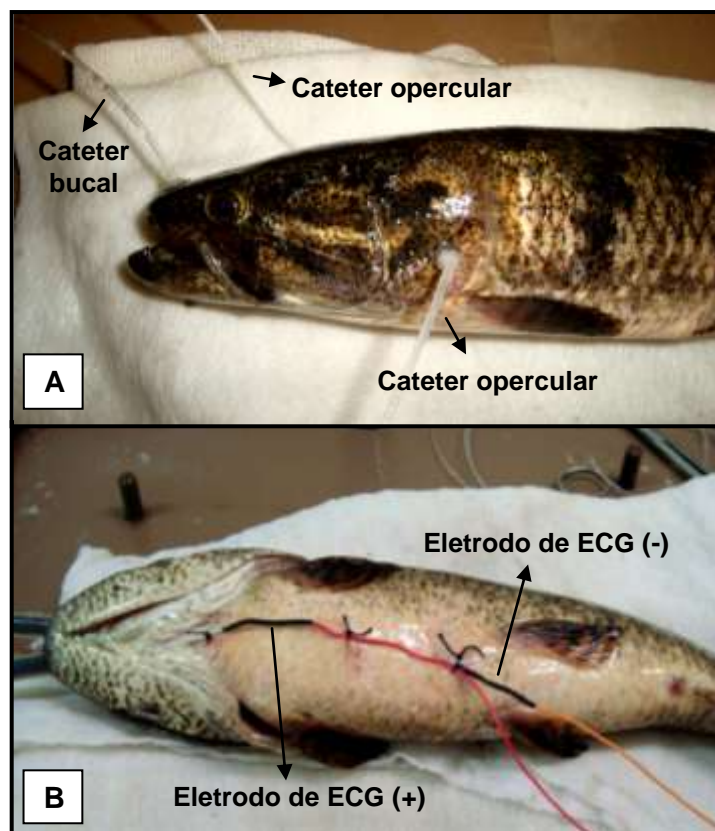 Cateter opercular
Cateter
bucal
Cateter opercular
A
Eletrodo de ECG (-)
Eletrodo de ECG (+)
B